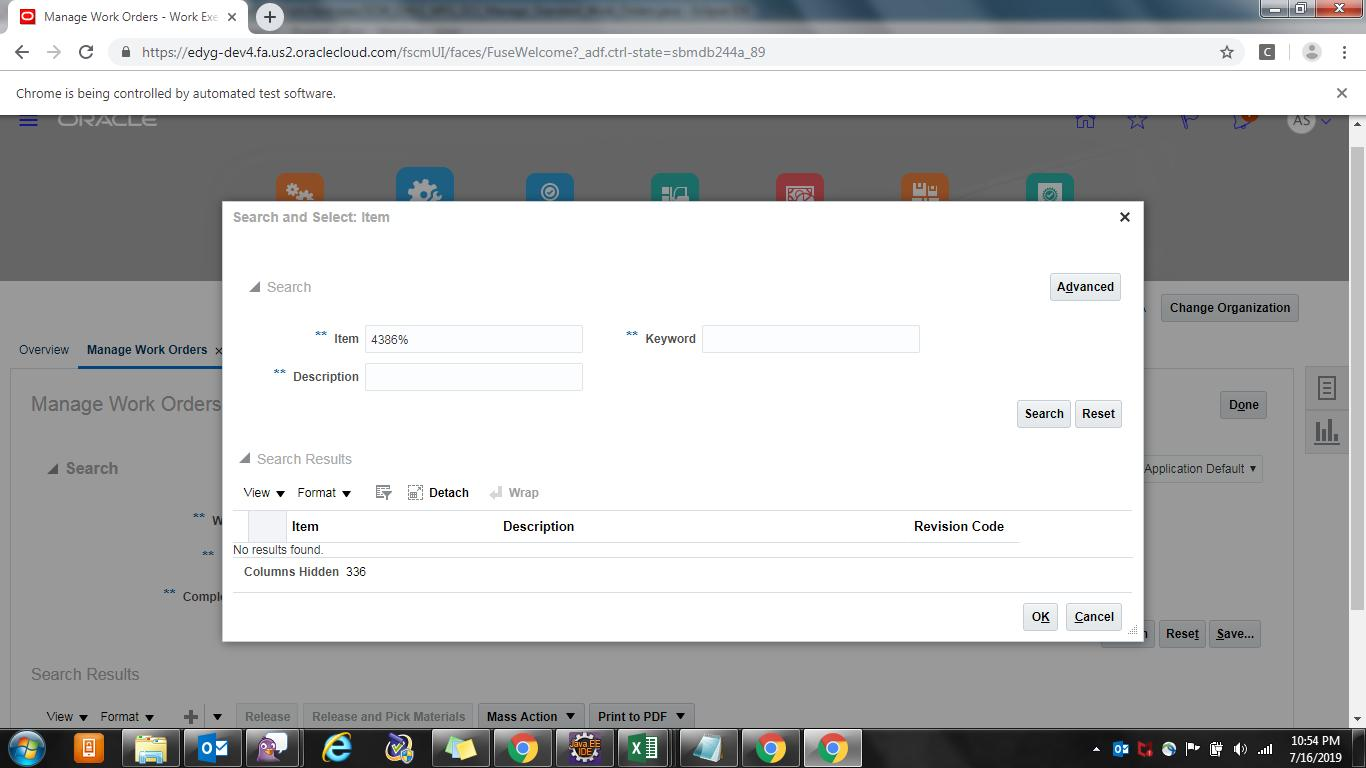 Manage Work Orders - Work Exe
https://edyg-dev4.fa.us2.oraclecloud.com/fscmUI/faces/FuseWelcome?_adf.ctrl-state=sbmdb244a_89
C
Chrome is being controlled by automated test software.
ORACLE
AS
Search and Select: Item
Search
Advanced
Change Organization
** Item 4386%
** Keyword
Overview
Manage Work Orders
** Description
Manage Work Orders
Done
Search Reset
Search Results
Search
Application Default
View Format Detach Wrap
** W
Item Description Revision Code
No results found.
**
Columns Hidden 336
** Comple
OK Cancel
Reset Save...
Search Results
View Format Release Release and Pick Materials Mass Action Print to PDF
Java EE
IDE
10:54 PM
7/16/2019